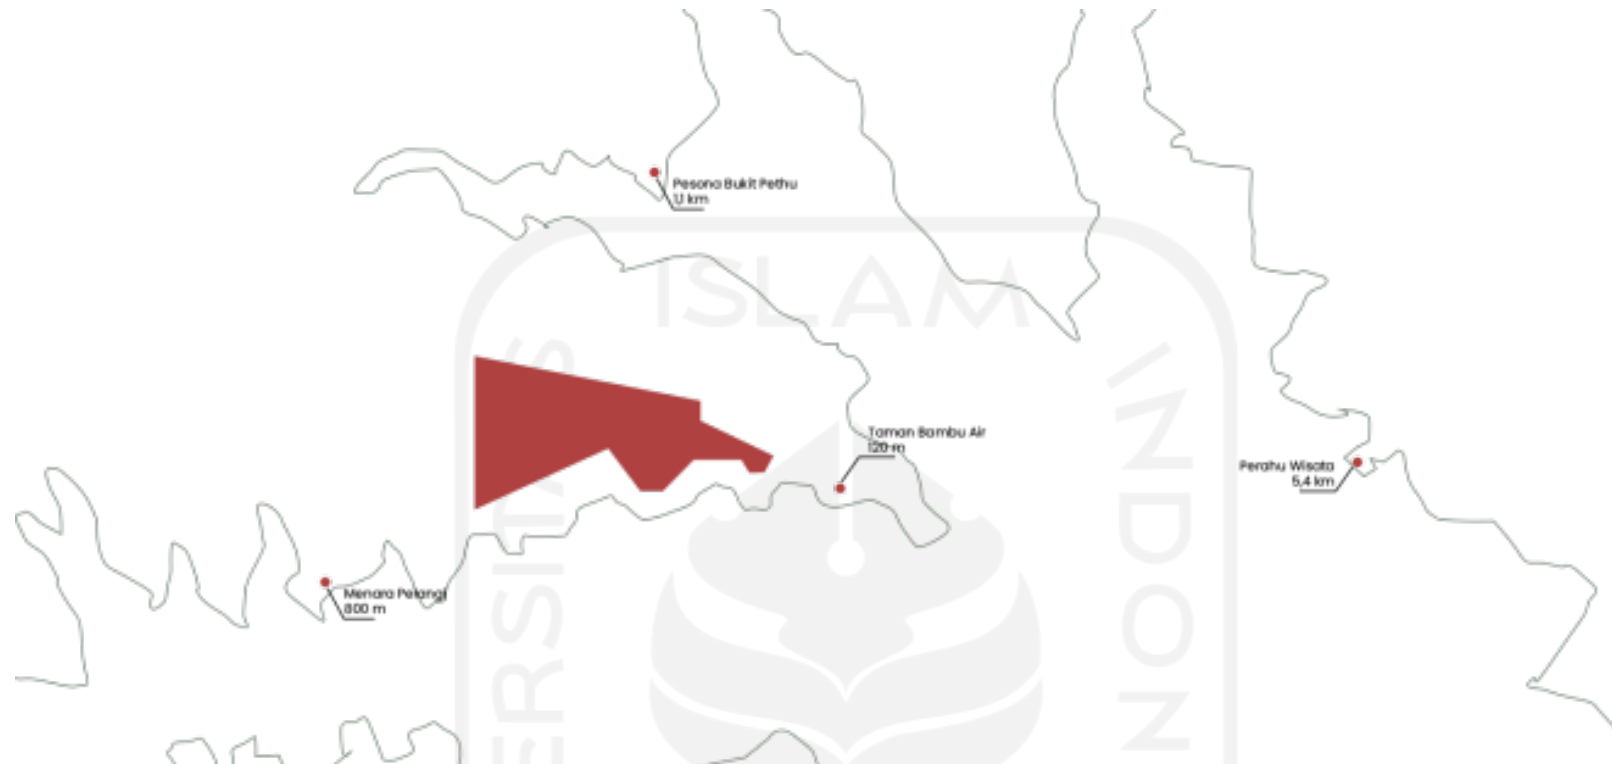 Pesona Bukit Pethu
1,1 km
ISLAM
Taman Bambu Air
120 m
Perahu Wisata
5,4 km
Menara Pelangi
800 m
ERSITAS
INDON